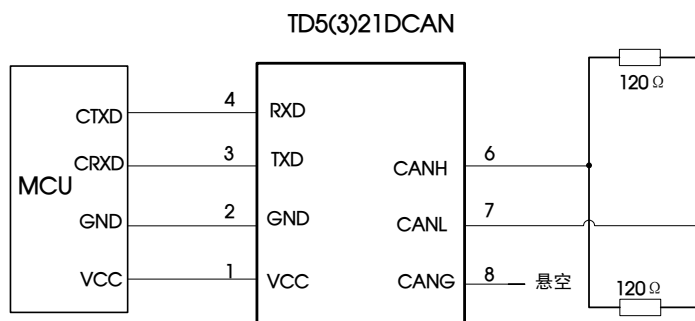 TD5(3)21DCAN
120Ω
4
CTXD
RXD
3
CRXD
TXD
6
CANH
MCU
2
7
GND
GND
CANL
1
8
VCC
VCC
CANG
悬空
120Ω